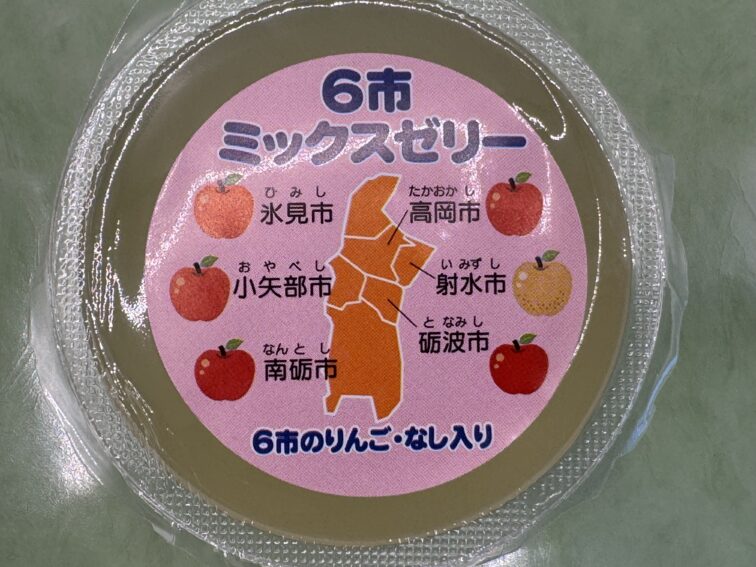 6市
ミックスゼリー
ひみし
氷見市
たかおかし
高岡市
おやべし
小矢部市
いみずし
射水市
なんとし
南砺市
となみし
砺波市
6市のりんご・なし入り